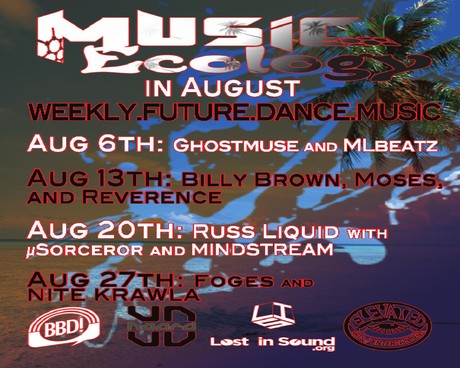 MUSIC
Ecology
IN AUGUST
WEEKLY.FUTURE.DANCE.MUSIC
AUG 6TH: GHOSTMUSE AND MLBEATZ
AUG 13TH: BILLY BROWN, MOSES,
AND REVERENCE
AUG 20TH: RUSS LIQUID WITH
µSORCEROR AND MINDSTREAM
AUG 27TH: FOGES AND
NITE KRAWLA
BBD!
Lost in Sound
.org
ELEVATED